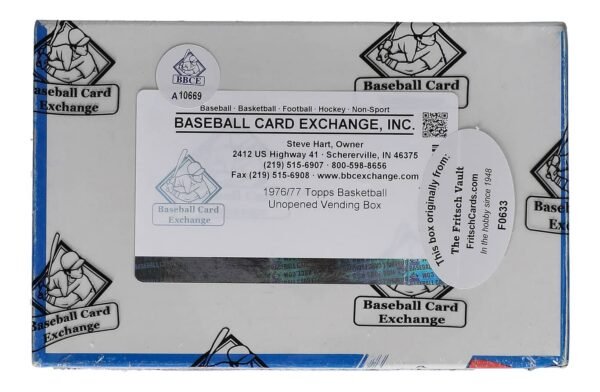 BBCE
A10669
Baseball Card
Exchange
Baseball Card
Exchange
Baseball · Basketball · Football · Hockey · Non-Sport
BASEBALL CARD EXCHANGE, INC.
Steve Hart, Owner
2412 US Highway 41 · Schererville, IN 46375
(219) 515-6907 · 800-598-8656
Fax (219) 515-6908 · www.bbcexchange.com
1976/77 Topps Basketball
Unopened Vending Box
Baseball Card
Exchange
This box originally from:
The Fritsch Vault
FritschCards.com
In the hobby since 1948
F0633
Baseball Card
Exchange
Baseball Card
Exchange